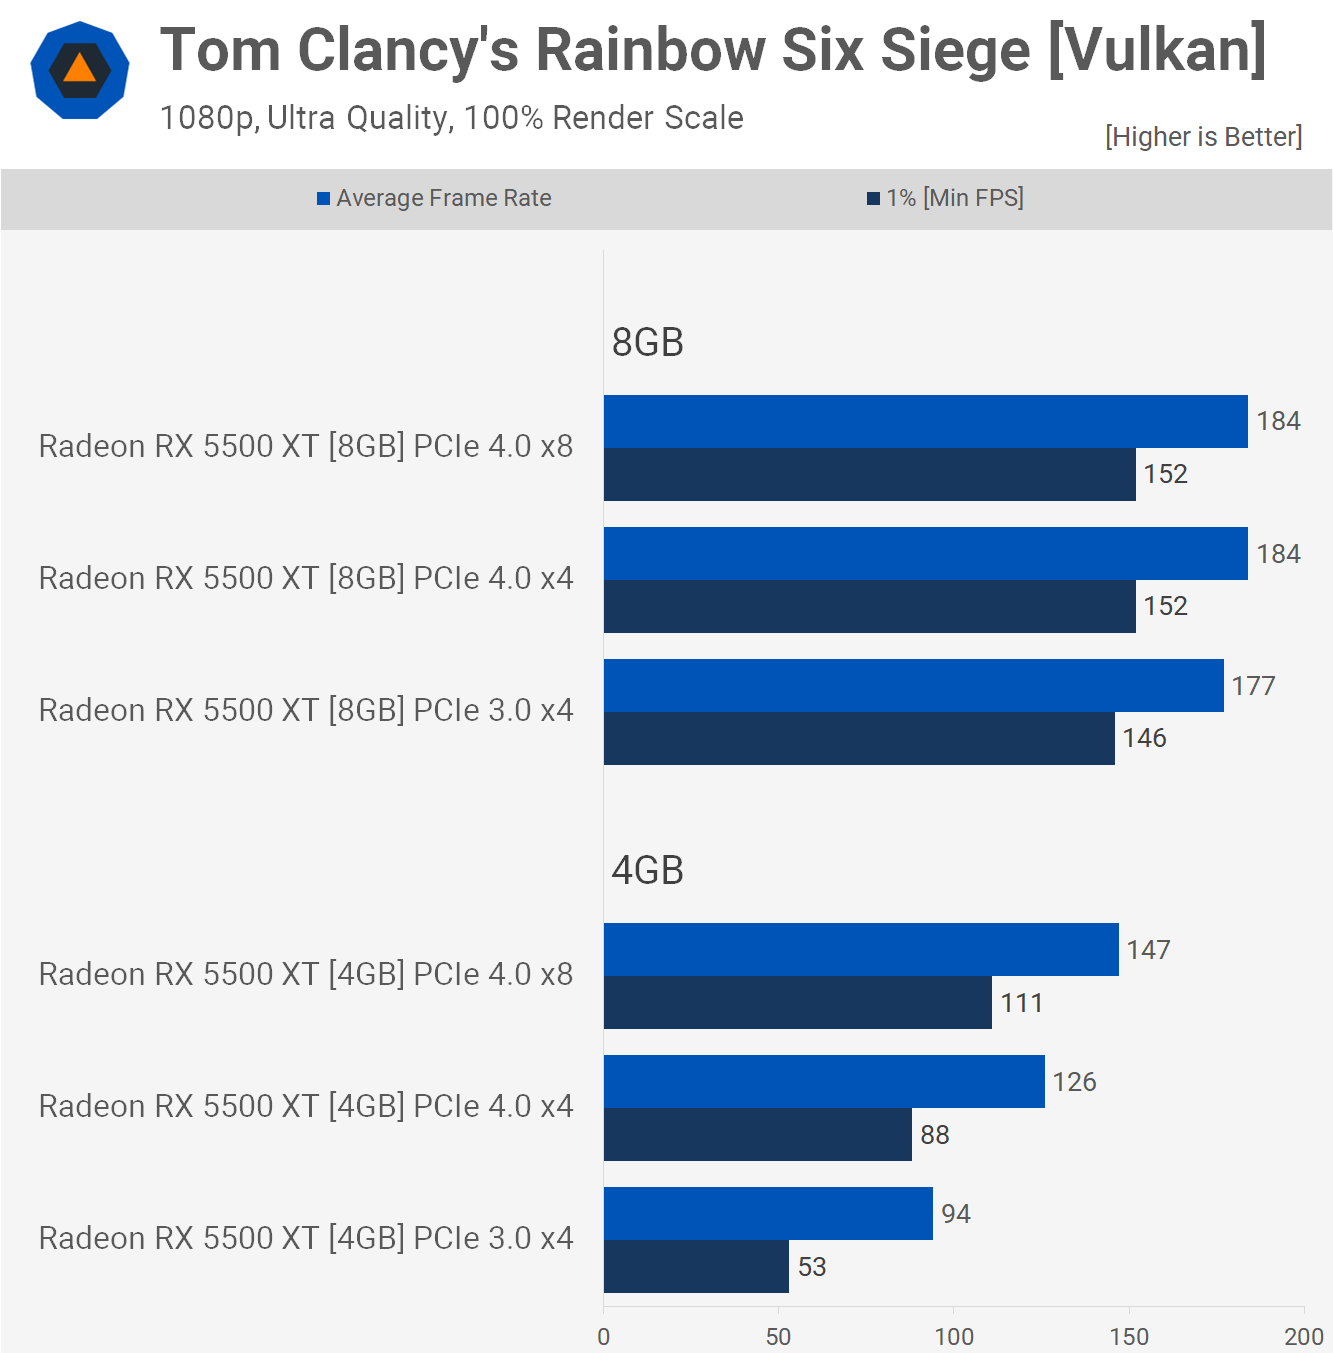 Tom Clancy's Rainbow Six Siege [Vulkan]
1080p, Ultra Quality, 100% Render Scale
[Higher is Better]
Average Frame Rate
1% [Min FPS]
8GB
Radeon RX 5500 XT [8GB] PCIe 4.0 x8
184
152
Radeon RX 5500 XT [8GB] PCIe 4.0 x4
184
152
Radeon RX 5500 XT [8GB] PCIe 3.0 x4
177
146
4GB
Radeon RX 5500 XT [4GB] PCIe 4.0 x8
147
111
Radeon RX 5500 XT [4GB] PCIe 4.0 x4
126
88
Radeon RX 5500 XT [4GB] PCIe 3.0 x4
94
53
0 50 100 150 200